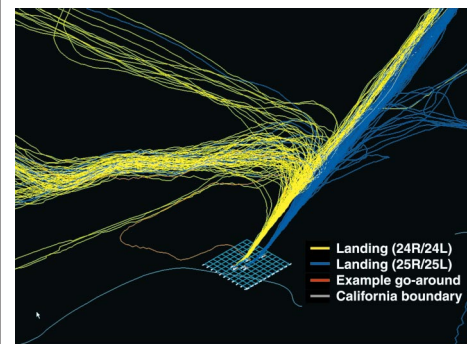 Landing (24R/24L)
Landing (25R/25L)
Example go-around
California boundary